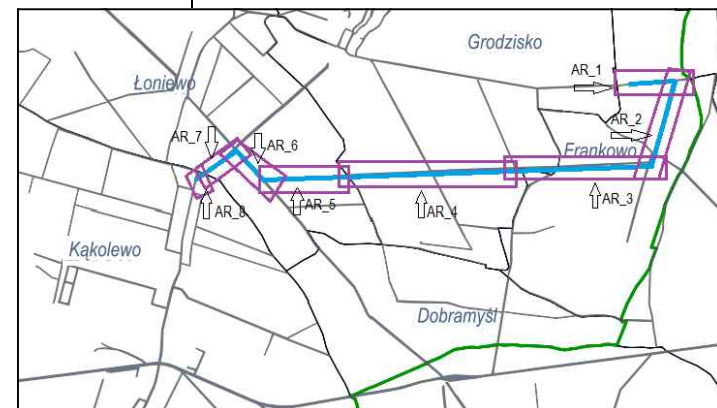 Grodzisko
AR_1
Łoniewo
AR_7
AR_6
AR_2
Frankowo
AR_8
AR_5
AR_4
AR_3
Kąkolewo
Dobramyśl